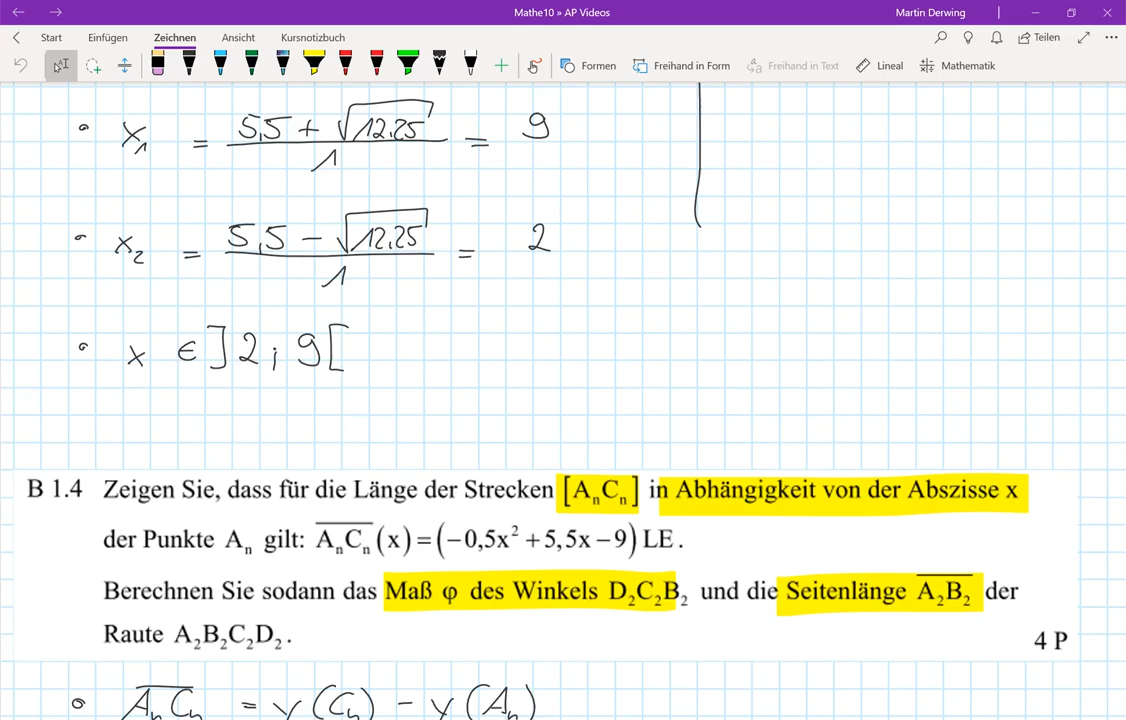 Mathe10 » AP Videos
Martin Derwing
Start Einfügen Zeichnen Ansicht Kursnotizbuch
Teilen
Formen Freihand in Form Freihand in Text Lineal Mathematik
• x₁ = (5,5 + √12,25) / 1 = 9
• x₂ = (5,5 − √12,25) / 1 = 2
• x ∈ ]2; 9[
B 1.4 Zeigen Sie, dass für die Länge der Strecken [AₙCₙ] in Abhängigkeit von der Abszisse x
der Punkte Aₙ gilt: A̅ₙC̅ₙ(x) = (−0,5x² + 5,5x − 9) LE.
Berechnen Sie sodann das Maß φ des Winkels D₂C₂B₂ und die Seitenlänge A̅₂B̅₂ der
Raute A₂B₂C₂D₂.
4 P
• A̅ₙC̅ₙ = y(Cₙ) − y(Aₙ)